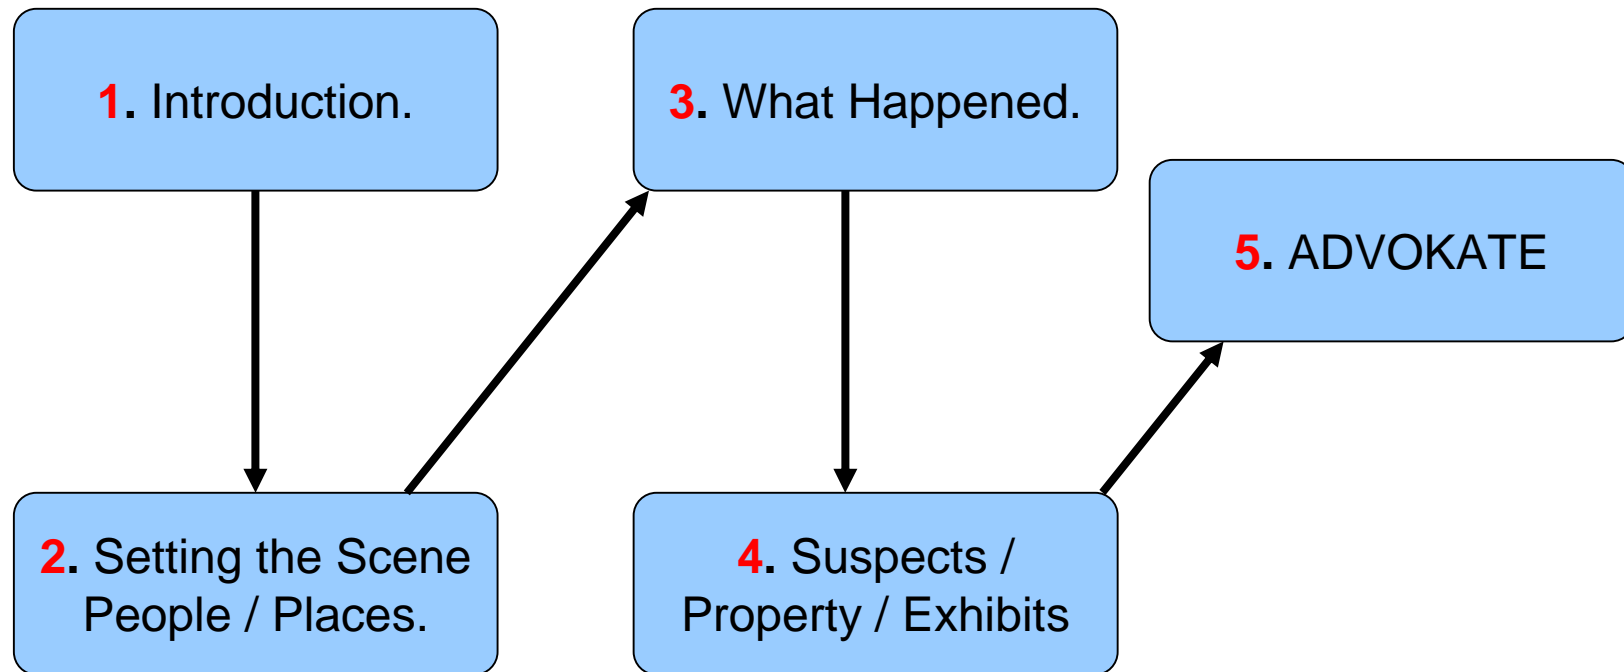 1. Introduction.
2. Setting the Scene
People / Places.
3. What Happened.
4. Suspects /
Property / Exhibits
5. ADVOKATE